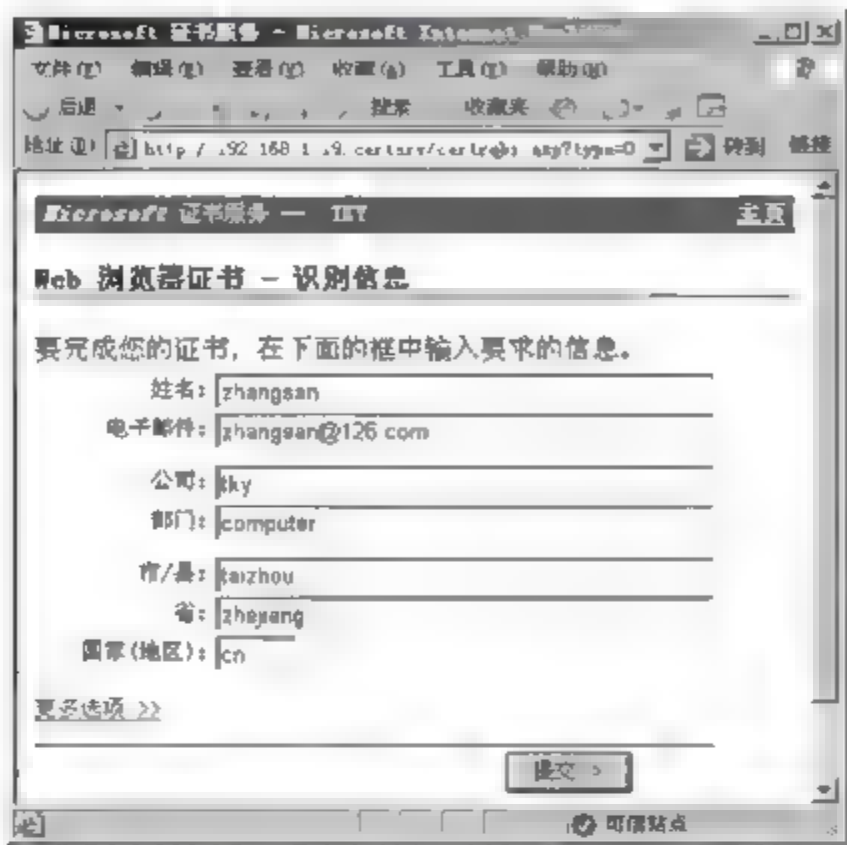 Microsoft 证书服务 - Microsoft Internet
文件(F) 编辑(E) 查看(V) 收藏(A) 工具(T) 帮助(H)
后退 搜索 收藏夹
地址(D) 转到 链接
Microsoft 证书服务 — TKY 主页
Web 浏览器证书 - 识别信息
要完成您的证书，在下面的框中输入要求的信息。
姓名: zhangsan
电子邮件: zhangsan@126 com
公司: tky
部门: computer
市/县: taizhou
省: zhejiang
国家(地区): cn
更多选项 >>
提交 >
可信站点